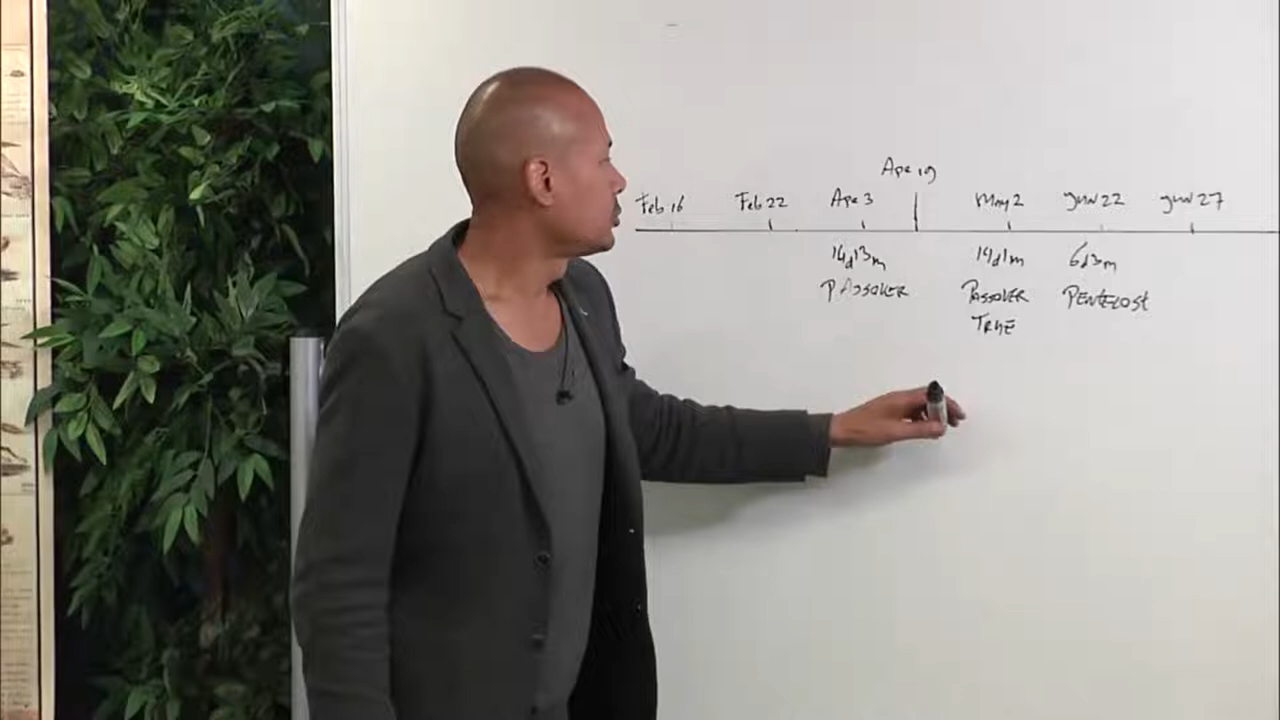 Apr 19
Feb 16 Feb 22 Apr 3 May 2 Jun 22 Jun 27
14d13m 14d1m 6d3m
PASSOVER PASSOVER PENTECOST
TRUE